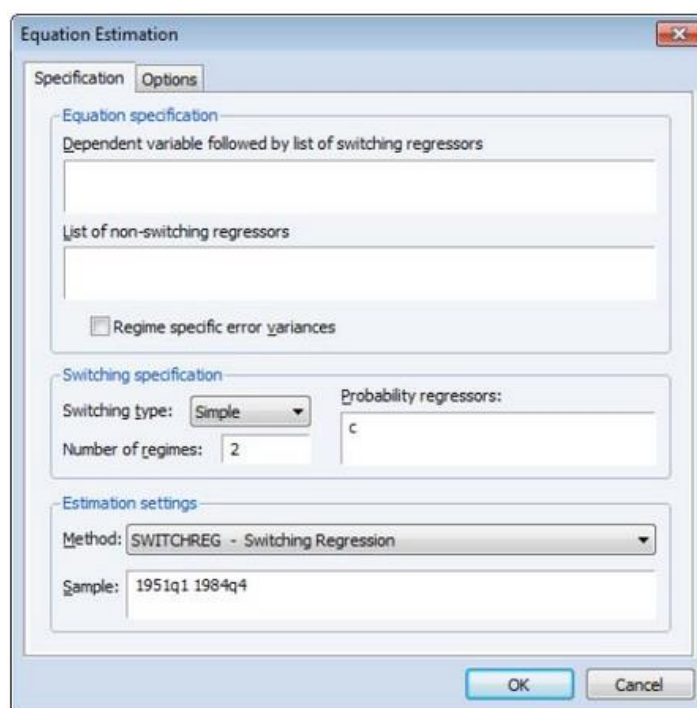 Equation Estimation
Specification
Options
Equation specification
Dependent variable followed by list of switching regressors
List of non-switching regressors
Regime specific error variances
Switching specification
Switching type: Simple
Number of regimes: 2
Probability regressors:
c
Estimation settings
Method: SWITCHREG - Switching Regression
Sample: 1951q1 1984q4
OK
Cancel